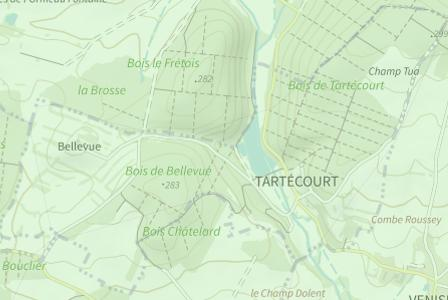 Bois le Frétois
282
la Brosse
Champ Tua
Bois de Tartécourt
Bellevue
Bois de Bellevue
283
TARTÉCOURT
Combe Roussey
Bois Châtelard
Bouclier
le Champ Dolent